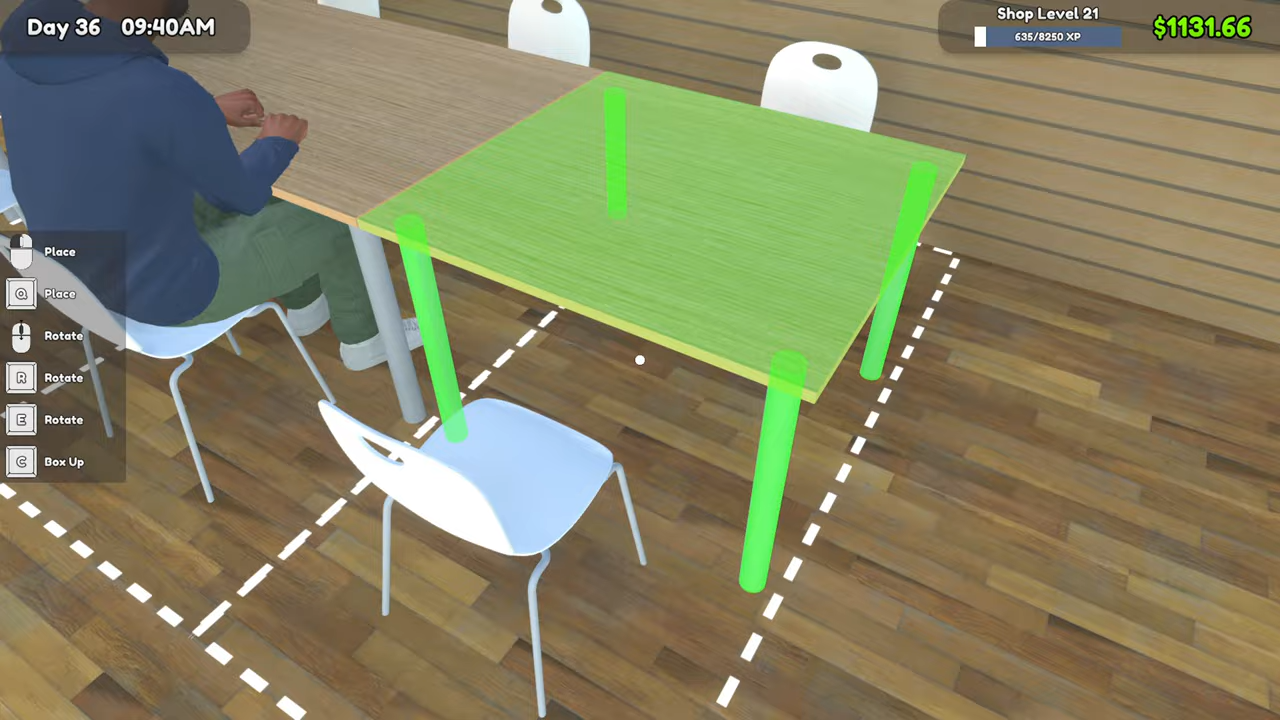 Day 36 09:40AM
Shop Level 21
635/8250 XP
$1131.66
Place
Q Place
Rotate
R Rotate
E Rotate
C Box Up